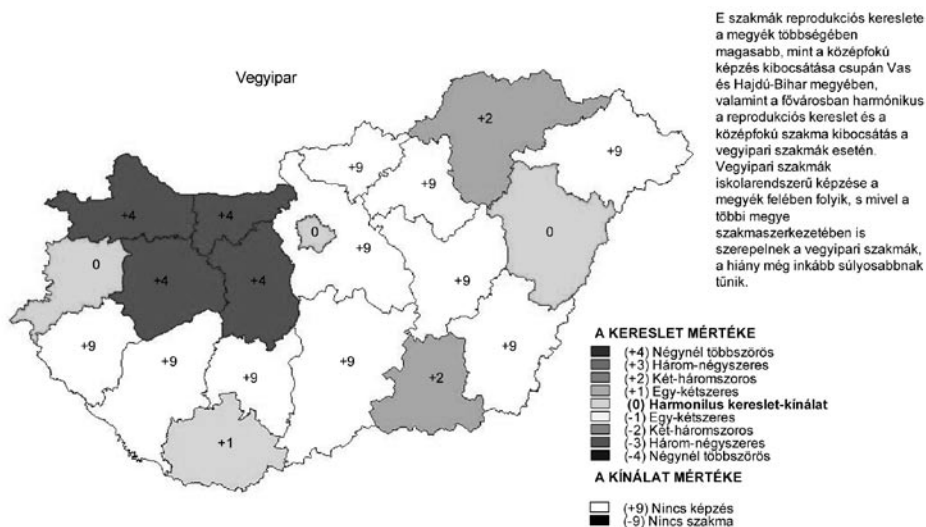 Vegyipar
E szakmák reprodukciós kereslete
a megyék többségében
magasabb, mint a középfokú
képzés kibocsátása csupán Vas
és Hajdú-Bihar megyében,
valamint a fővárosban harmónikus
a reprodukciós kereslet és a
középfokú szakma kibocsátás a
vegyipari szakmák esetén.
Vegyipari szakmák
iskolarendszerű képzése a
megyék felében folyik, s mivel a
többi megye
szakmaszerkezetében is
szerepelnek a vegyipari szakmák,
a hiány még inkább súlyosabbnak
tűnik.
+2
+9
+9
+9
+4
+4
0
+9
0
0
+4
+4
+9
+9
+9
+9
+9
+2
+9
+1
A KERESLET MÉRTÉKE
(+4) Négynél többszörös
(+3) Három-négyszeres
(+2) Két-háromszoros
(+1) Egy-kétszeres
(0) Harmonilus kereslet-kínálat
(-1) Egy-kétszeres
(-2) Két-háromszoros
(-3) Három-négyszeres
(-4) Négynél többszörös
A KÍNÁLAT MÉRTÉKE
(+9) Nincs képzés
(-9) Nincs szakma